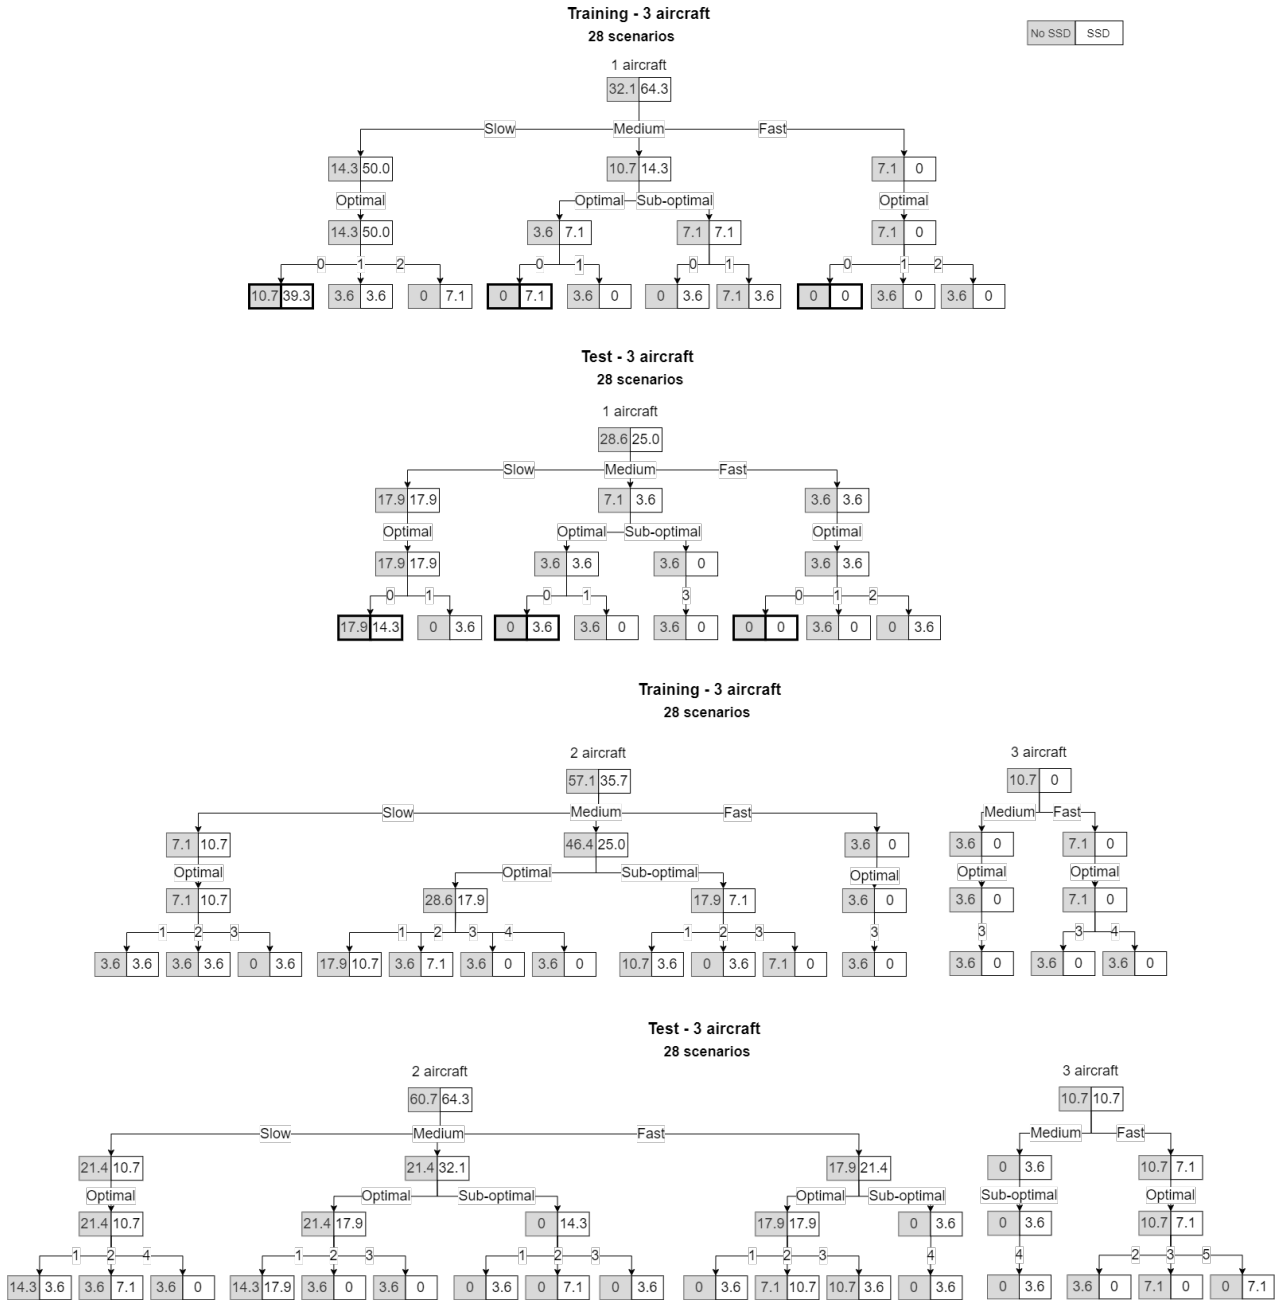 Training - 3 aircraft
28 scenarios
No SSD SSD
1 aircraft
32.1 64.3
Slow Medium Fast
14.3 50.0 10.7 14.3 7.1 0
Optimal Optimal Sub-optimal Optimal
14.3 50.0 3.6 7.1 7.1 7.1 7.1 0
0 1 2 0 1 0 1 0 1 2
10.7 39.3 3.6 3.6 0 7.1 0 7.1 3.6 0 0 3.6 7.1 3.6 0 0 3.6 0 3.6 0
Test - 3 aircraft
28 scenarios
1 aircraft
28.6 25.0
Slow Medium Fast
17.9 17.9 7.1 3.6 3.6 3.6
Optimal Optimal Sub-optimal Optimal
17.9 17.9 3.6 3.6 3.6 0 3.6 3.6
0 1 0 1 3 0 1 2
17.9 14.3 0 3.6 0 3.6 3.6 0 3.6 0 0 0 3.6 0 0 3.6
Training - 3 aircraft
28 scenarios
2 aircraft 3 aircraft
57.1 35.7 10.7 0
Slow Medium Fast Medium Fast
7.1 10.7 46.4 25.0 3.6 0 3.6 0 7.1 0
Optimal Optimal Sub-optimal Optimal Optimal Optimal
7.1 10.7 28.6 17.9 17.9 7.1 3.6 0 3.6 0 7.1 0
1 2 3 1 2 3 4 1 2 3 3 3 3 4
3.6 3.6 3.6 3.6 0 3.6 17.9 10.7 3.6 7.1 3.6 0 3.6 0 10.7 3.6 0 3.6 7.1 0 3.6 0 3.6 0 3.6 0 3.6 0
Test - 3 aircraft
28 scenarios
2 aircraft 3 aircraft
60.7 64.3 10.7 10.7
Slow Medium Fast Medium Fast
21.4 10.7 21.4 32.1 17.9 21.4 0 3.6 10.7 7.1
Optimal Optimal Sub-optimal Optimal Sub-optimal Sub-optimal Optimal
21.4 10.7 21.4 17.9 0 14.3 17.9 17.9 0 3.6 0 3.6 10.7 7.1
1 2 4 1 2 3 1 2 3 1 2 3 4 4 2 3 5
14.3 3.6 3.6 7.1 3.6 0 14.3 17.9 3.6 0 3.6 0 0 3.6 0 7.1 0 3.6 0 3.6 7.1 10.7 10.7 3.6 0 3.6 0 3.6 3.6 0 7.1 0 0 7.1